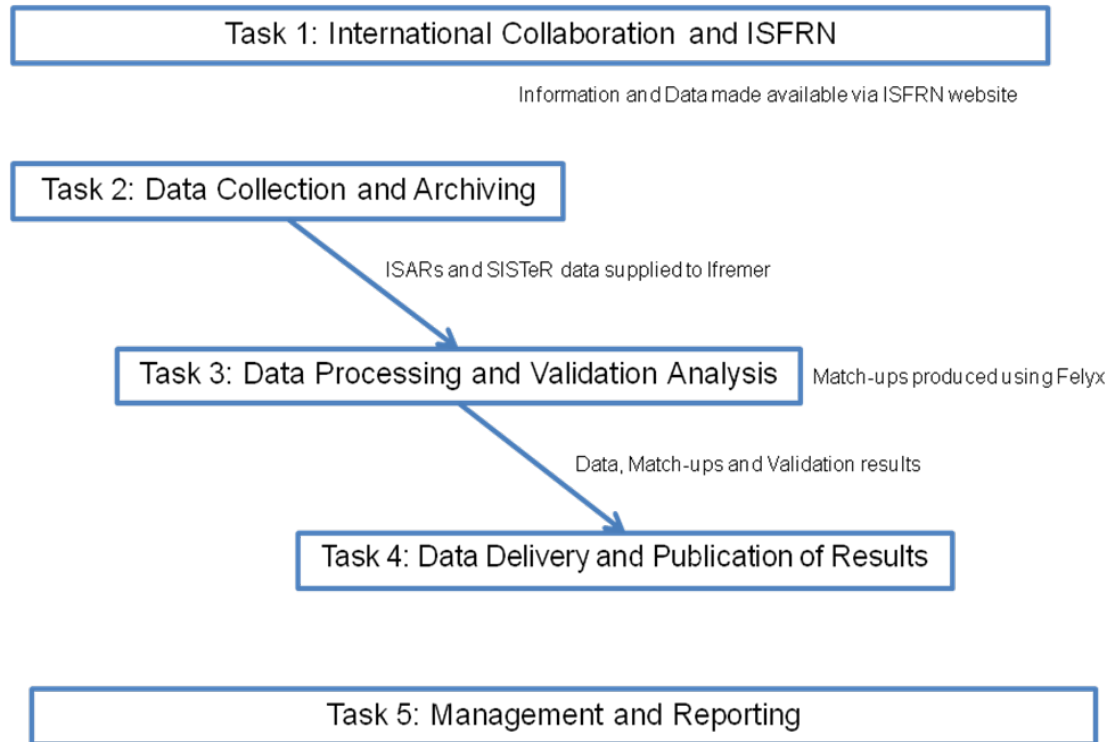 Task 1: International Collaboration and ISFRN
Information and Data made available via ISFRN website
Task 2: Data Collection and Archiving
ISARs and SISTeR data supplied to Ifremer
Task 3: Data Processing and Validation Analysis
Match-ups produced using Felyx
Data, Match-ups and Validation results
Task 4: Data Delivery and Publication of Results
Task 5: Management and Reporting